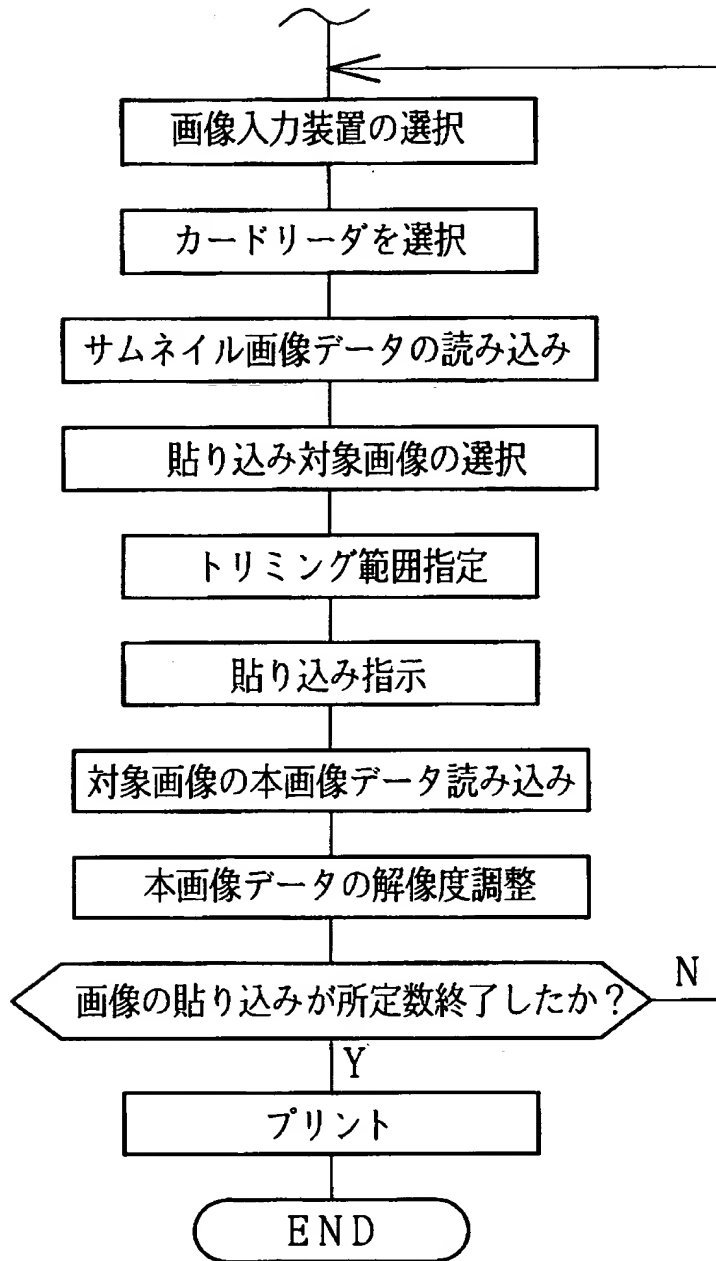 画像入力装置の選択
カードリーダを選択
サムネイル画像データの読み込み
貼り込み対象画像の選択
トリミング範囲指定
貼り込み指示
対象画像の本画像データ読み込み
本画像データの解像度調整
画像の貼り込みが所定数終了したか?
N
Y
プリント
END